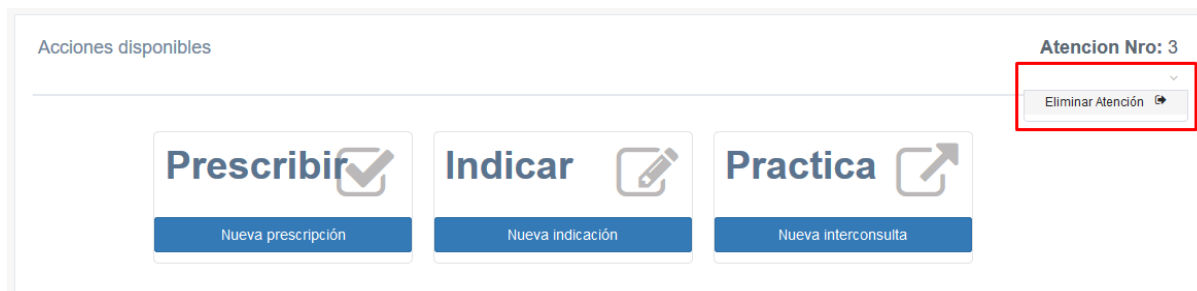 Acciones disponibles
Atencion Nro: 3
Eliminar Atención
Prescribir
Indicar
Practica
Nueva prescripción
Nueva indicación
Nueva interconsulta